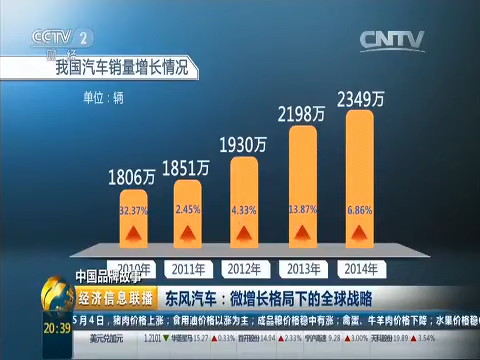 CCTV 2
财 经
CNTV
我国汽车销量增长情况
单位：辆
1806万
1851万
1930万
2198万
2349万
32.37%
2.45%
4.33%
13.87%
6.86%
2010年
2011年
2012年
2013年
2014年
中国品牌故事
经济信息联播
东风汽车：微增长格局下的全球战略
20:39
5月4日，猪肉价格上涨；食用油价格以涨为主；成品粮价格稳中有涨；禽蛋、牛羊肉价格下降；水果价格稳
美元兑加元